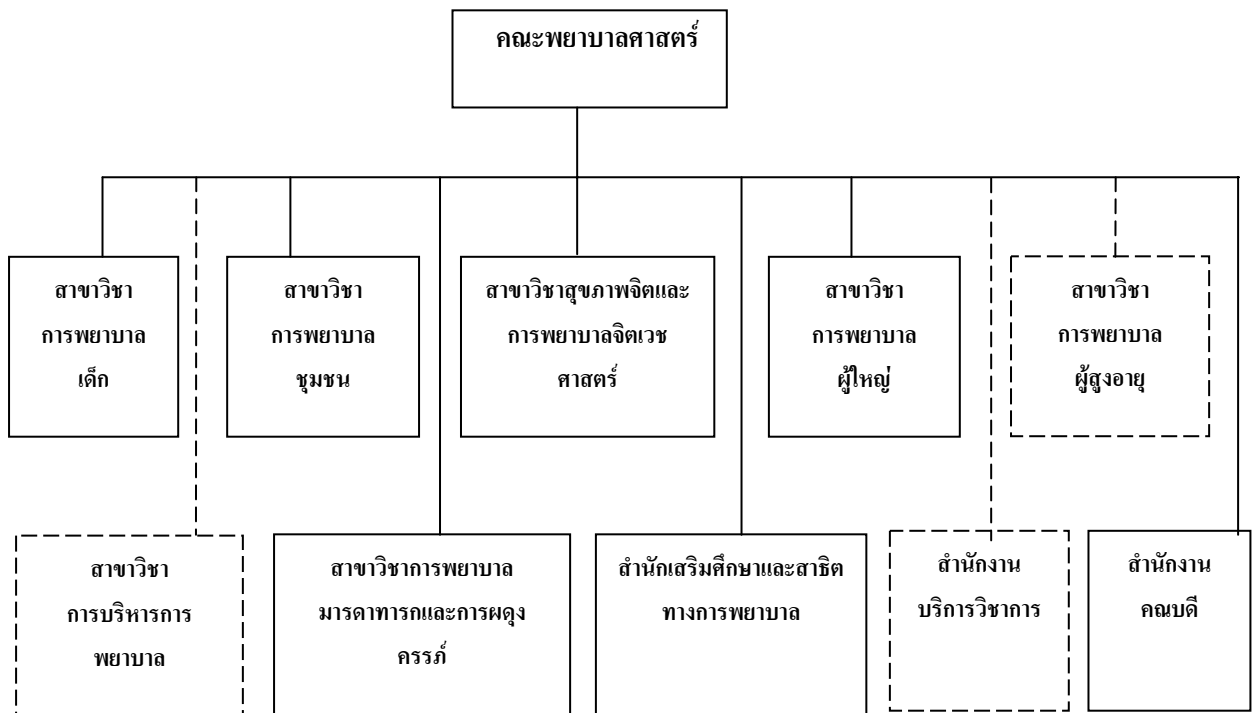 คณะพยาบาลศาสตร์
สาขาวิชา
การพยาบาล
เด็ก
สาขาวิชา
การพยาบาล
ชุมชน
สาขาวิชาสุขภาพจิตและ
การพยาบาลจิตเวช
ศาสตร์
สาขาวิชา
การพยาบาล
ผู้ใหญ่
สาขาวิชา
การพยาบาล
ผู้สูงอายุ
สาขาวิชา
การบริหารการ
พยาบาล
สาขาวิชาการพยาบาล
มารดาทารกและการผดุง
ครรภ์
สำนักเสริมศึกษาและสาธิต
ทางการพยาบาล
สำนักงาน
บริการวิชาการ
สำนักงาน
คณบดี